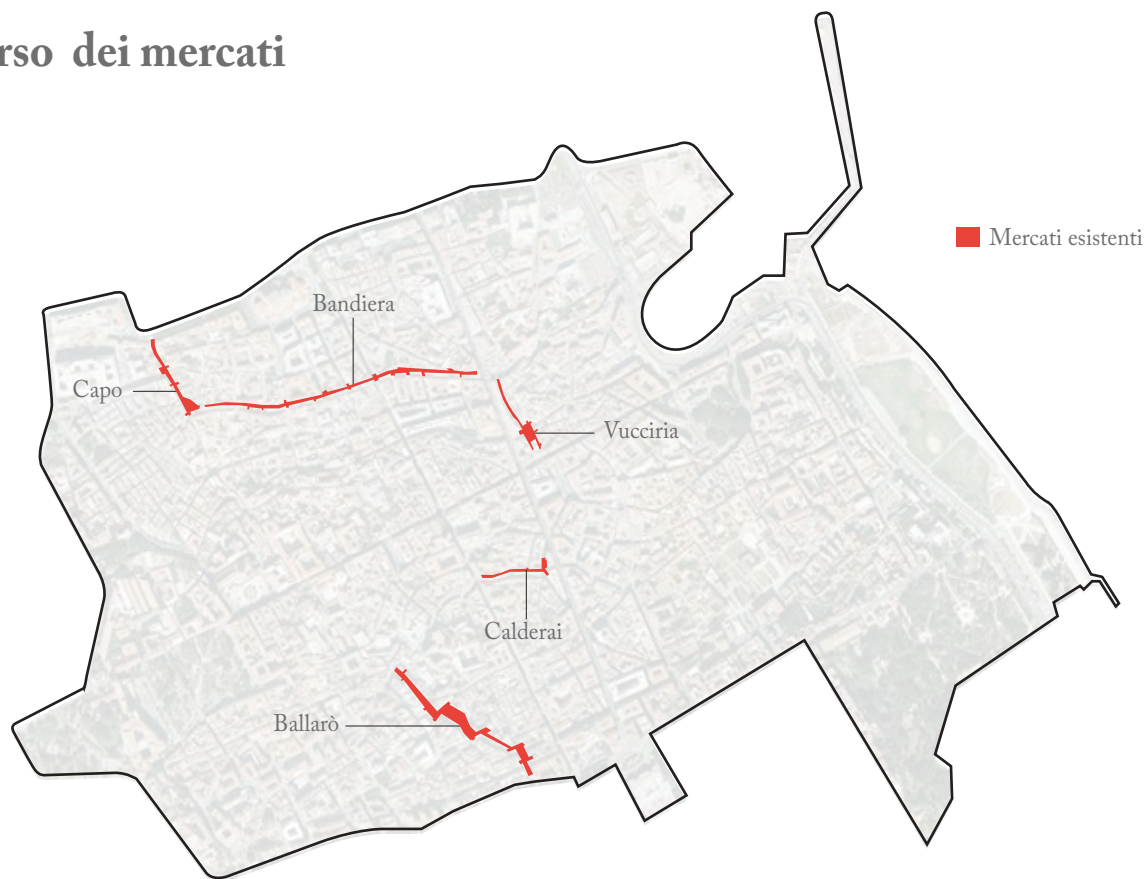 rso dei mercati
Mercati esistenti
Bandiera
Capo
Vucciria
Calderai
Ballarò